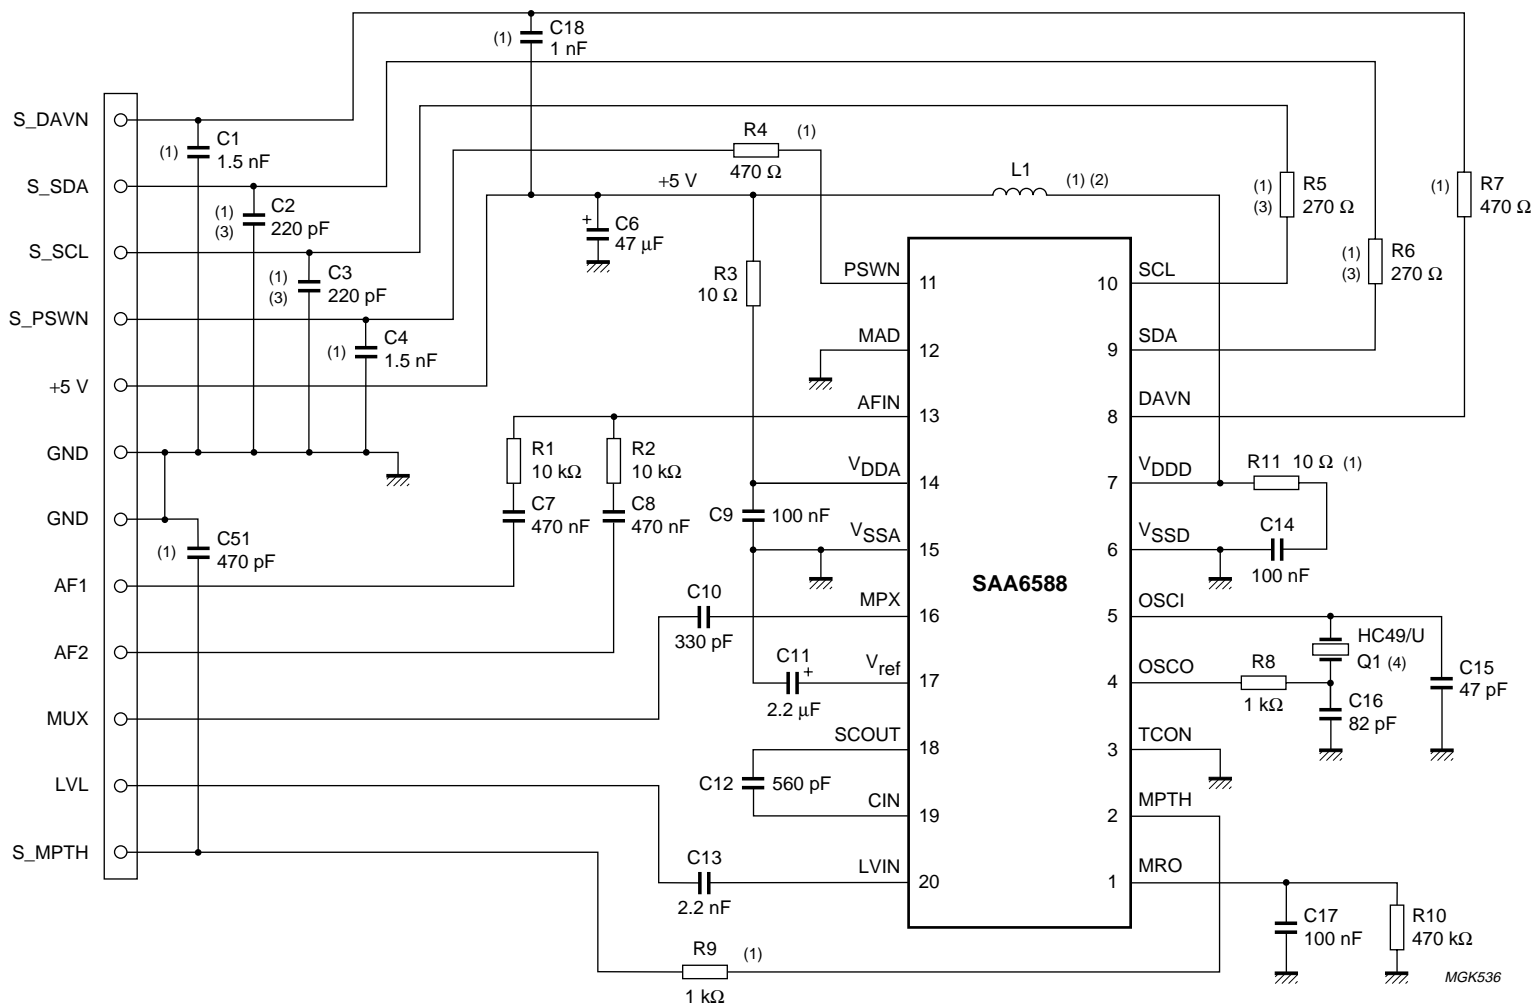 C18
(1)
1 nF
S_DAVN
C1
(1)
1.5 nF
R4
(1)
470 Ω
S_SDA
+5 V
L1
(1) (2)
(1)
(3)
R5
270 Ω
(1)
R7
470 Ω
(1)
(3)
C2
220 pF
+
C6
47 μF
S_SCL
(1)
(3)
C3
220 pF
R3
10 Ω
(1)
(3)
R6
270 Ω
PSWN
11
10
SCL
S_PSWN
(1)
C4
1.5 nF
MAD
12
9
SDA
+5 V
AFIN
13
8
DAVN
GND
R1
10 kΩ
R2
10 kΩ
VDDA
14
7
VDDD
R11
10 Ω
(1)
GND
C7
470 nF
C8
470 nF
C9
100 nF
VSSA
15
6
VSSD
C14
100 nF
(1)
C51
470 pF
AF1
SAA6588
C10
330 pF
MPX
16
5
OSCI
HC49/U
Q1 (4)
AF2
C11
+
2.2 μF
Vref
17
4
OSCO
R8
1 kΩ
C16
82 pF
C15
47 pF
MUX
SCOUT
18
3
TCON
LVL
C12
560 pF
CIN
19
2
MPTH
S_MPTH
C13
2.2 nF
LVIN
20
1
MRO
C17
100 nF
R10
470 kΩ
R9
(1)
1 kΩ
MGK536